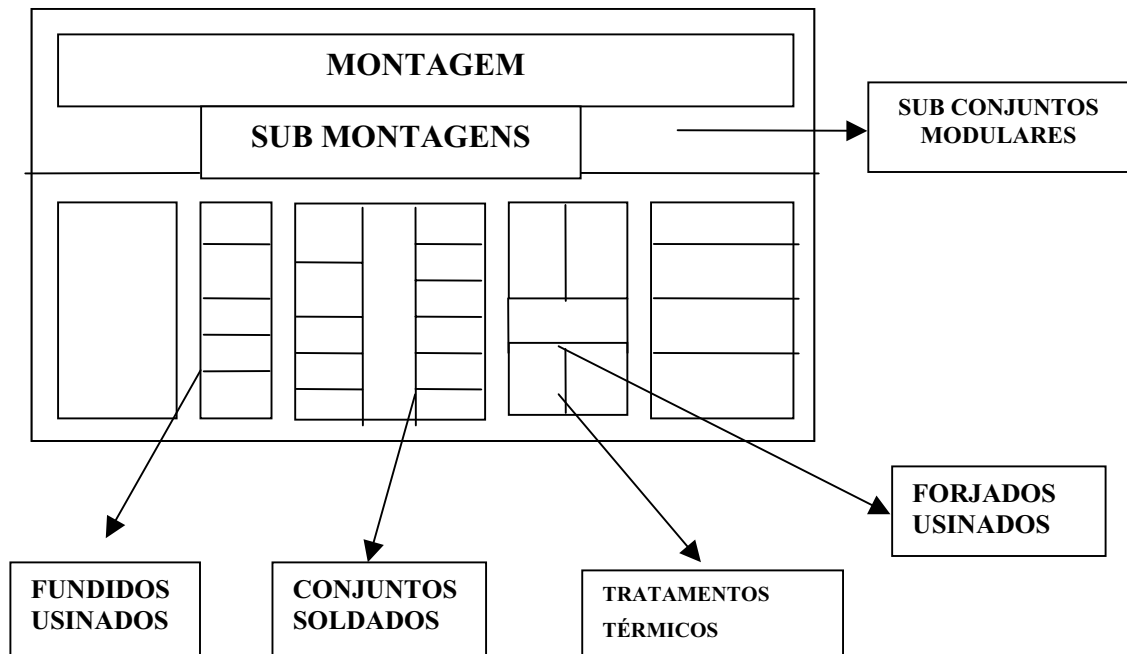 MONTAGEM
SUB MONTAGENS
SUB CONJUNTOS
MODULARES
FORJADOS
USINADOS
FUNDIDOS
USINADOS
CONJUNTOS
SOLDADOS
TRATAMENTOS
TÉRMICOS